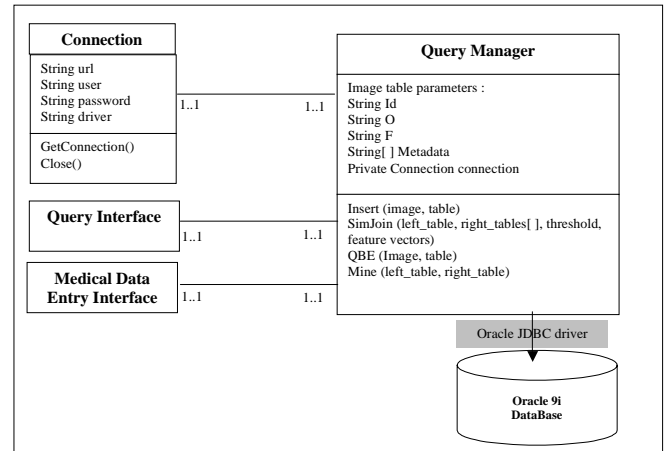 Connection
String url
String user
String password
String driver
GetConnection()
Close()
1..1
1..1
Query Manager
Image table parameters :
String Id
String O
String F
String[ ] Metadata
Private Connection connection
Insert (image, table)
SimJoin (left_table, right_tables[ ], threshold,
feature vectors)
QBE (Image, table)
Mine (left_table, right_table)
Query Interface
1..1
1..1
Medical Data
Entry Interface
1..1
1..1
Oracle JDBC driver
Oracle 9i
DataBase